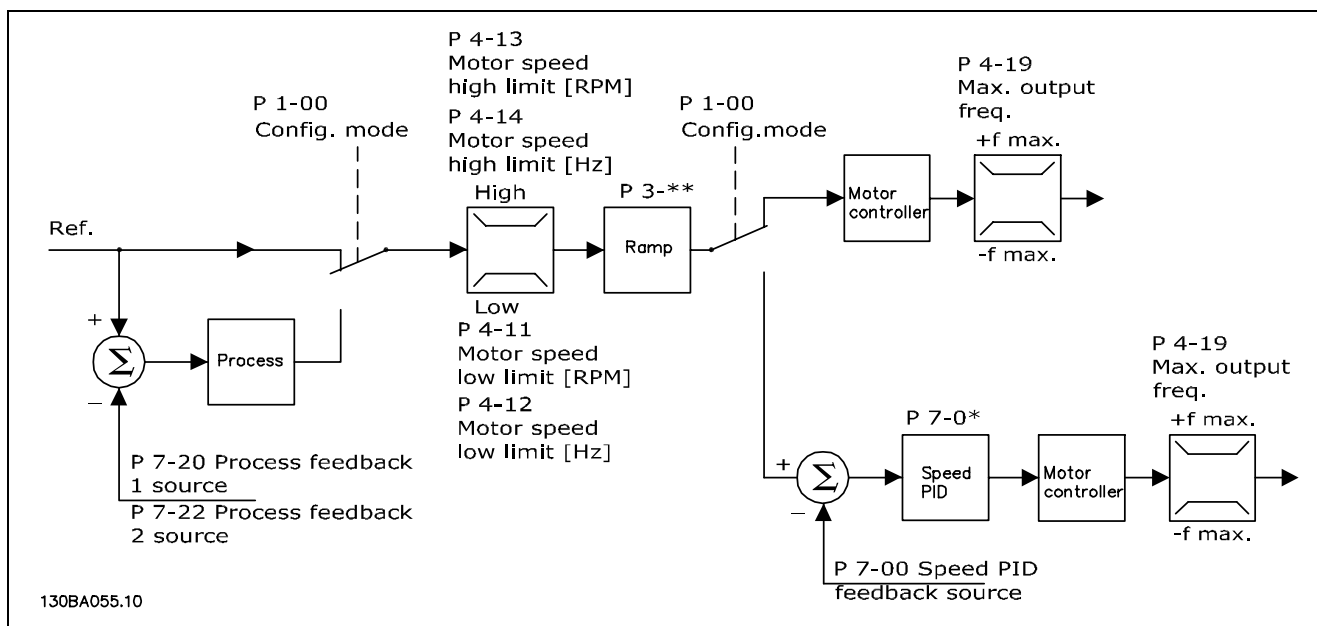 P 4-13
Motor speed
high limit [RPM]
P 4-14
Motor speed
high limit [Hz]
P 1-00
Config. mode
P 1-00
Config.mode
P 4-19
Max. output
freq.
+f max.
High
P 3-**
Motor
controller
Ref.
Ramp
-f max.
Low
P 4-11
Motor speed
low limit [RPM]
P 4-12
Motor speed
low limit [Hz]
+
Σ
Process
−
P 7-20 Process feedback
1 source
P 7-22 Process feedback
2 source
P 4-19
Max. output
freq.
+f max.
P 7-0*
+
Σ
Speed
PID
Motor
controller
−
-f max.
P 7-00 Speed PID
feedback source
130BA055.10